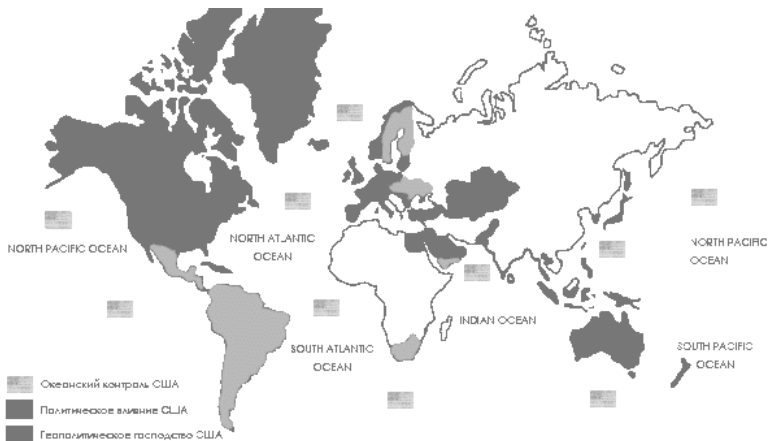 NORTH PACIFIC OCEAN
NORTH ATLANTIC
OCEAN
NORTH PACIFIC
OCEAN
INDIAN OCEAN
SOUTH ATLANTIC
OCEAN
SOUTH PACIFIC
OCEAN
Океанский контроль США
Политическое влияние США
Геополитическое господство США